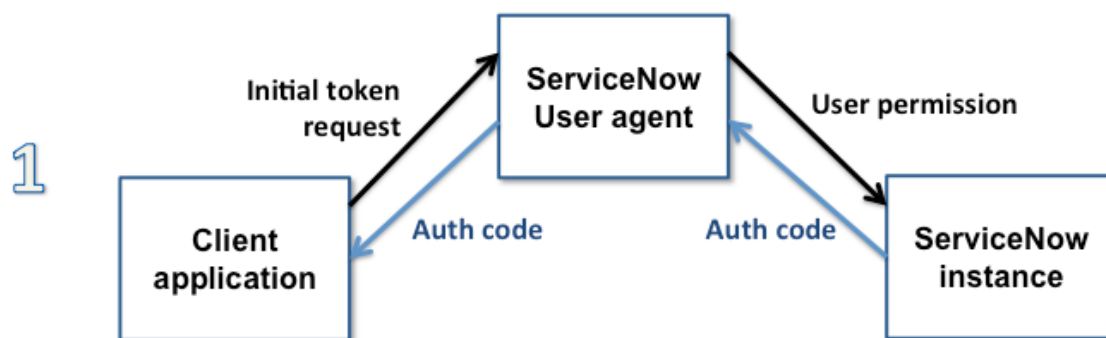 1
Initial token
request
ServiceNow
User agent
User permission
Client
application
Auth code
Auth code
ServiceNow
instance